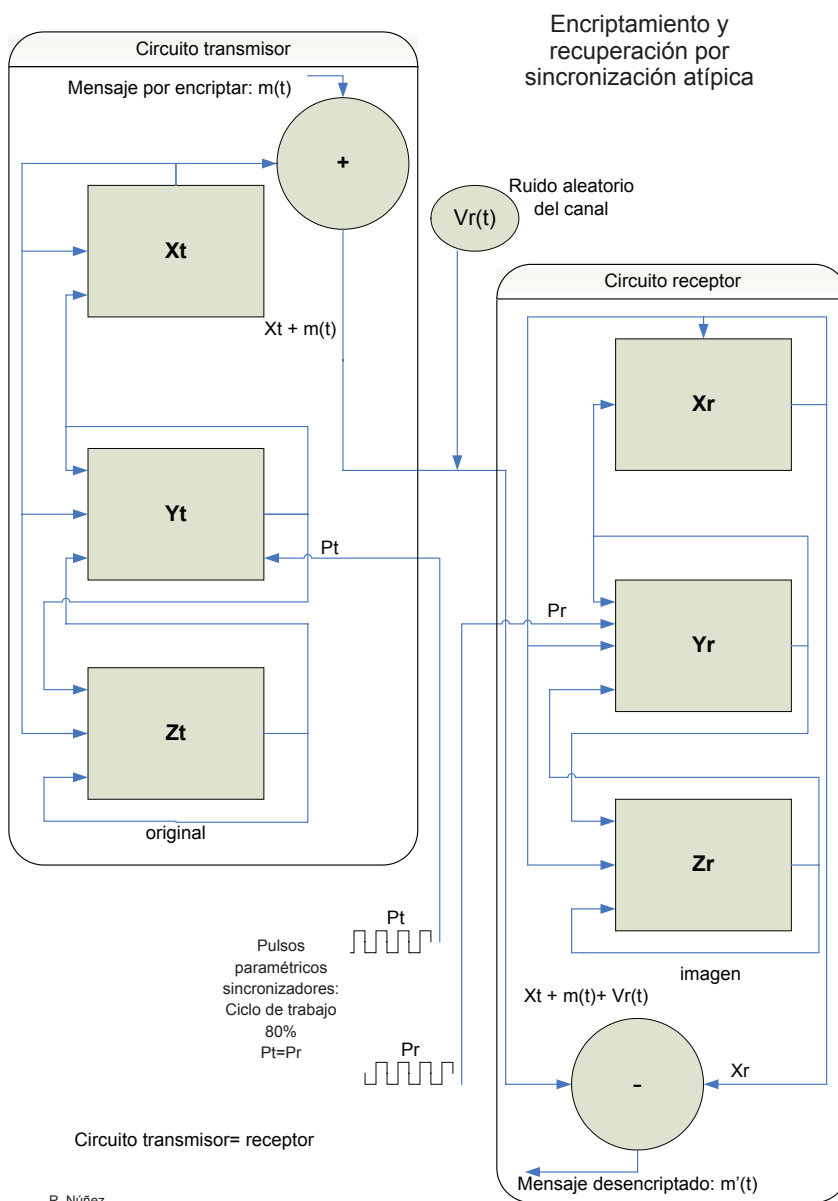 Encriptamiento y
recuperación por
sincronización atípica
Circuito transmisor
Mensaje por encriptar: m(t)
+
Xt
Ruido aleatorio
del canal
Vr(t)
Circuito receptor
Xt + m(t)
Xr
Yt
Pt
Pr
Yr
Zt
original
Zr
imagen
Pt
Pulsos
paramétricos
sincronizadores:
Ciclo de trabajo
80%
Pt=Pr
Pr
Xt + m(t)+ Vr(t)
-
Xr
Circuito transmisor= receptor
Mensaje desencriptado: m'(t)
R. Núñez